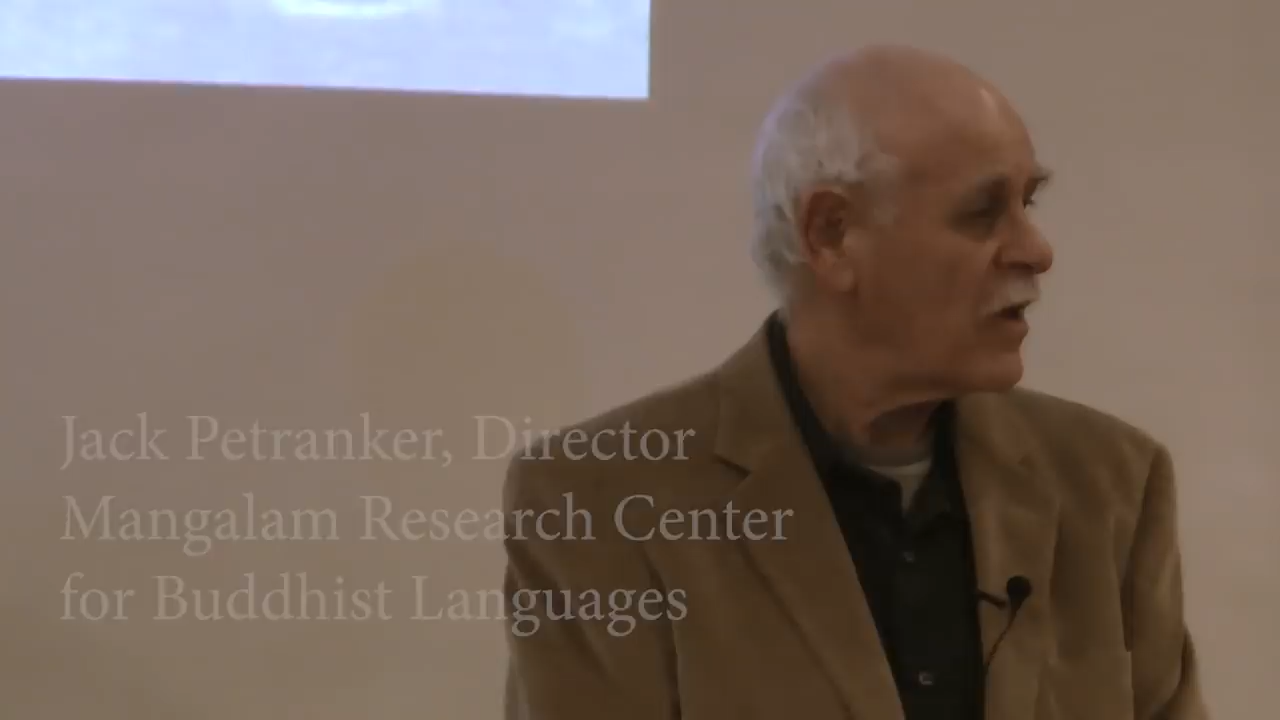 Jack Petranker, Director
Mangalam Research Center
for Buddhist Languages